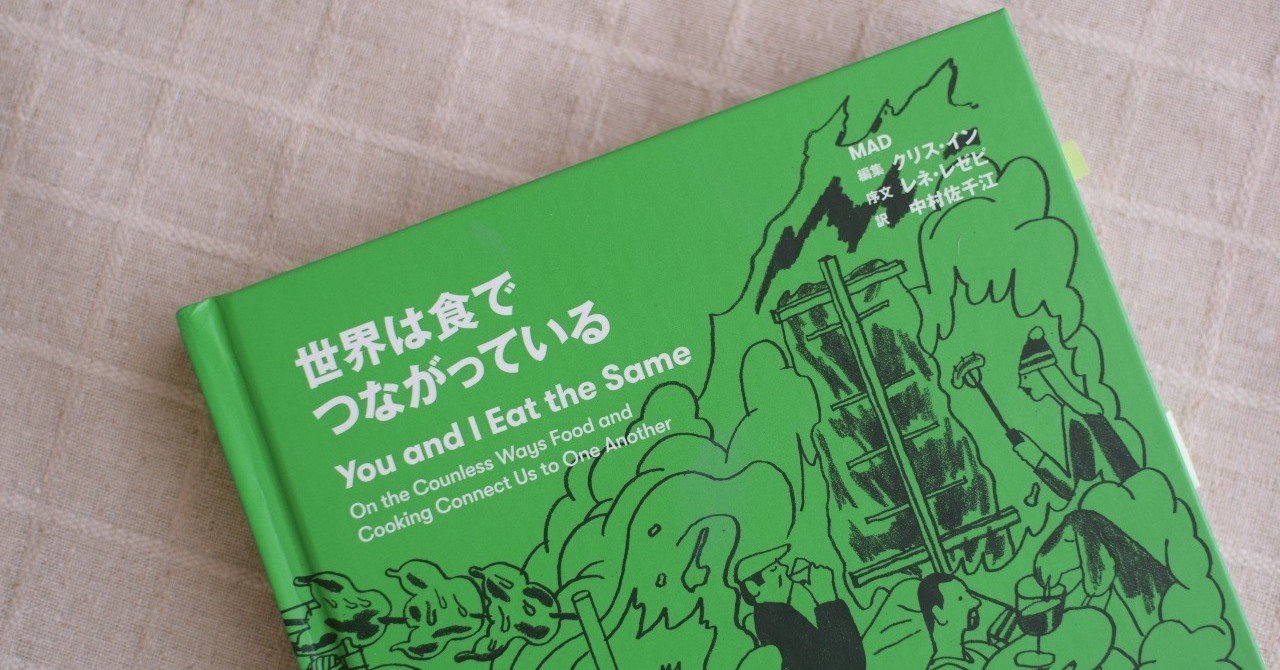 世界は食で
つながっている
You and I Eat the Same
On the Counless Ways Food and
Cooking Connect Us to One Another
MAD
編集 クリス・イン
序文 レネ・レゼピ
訳 中村佐千江